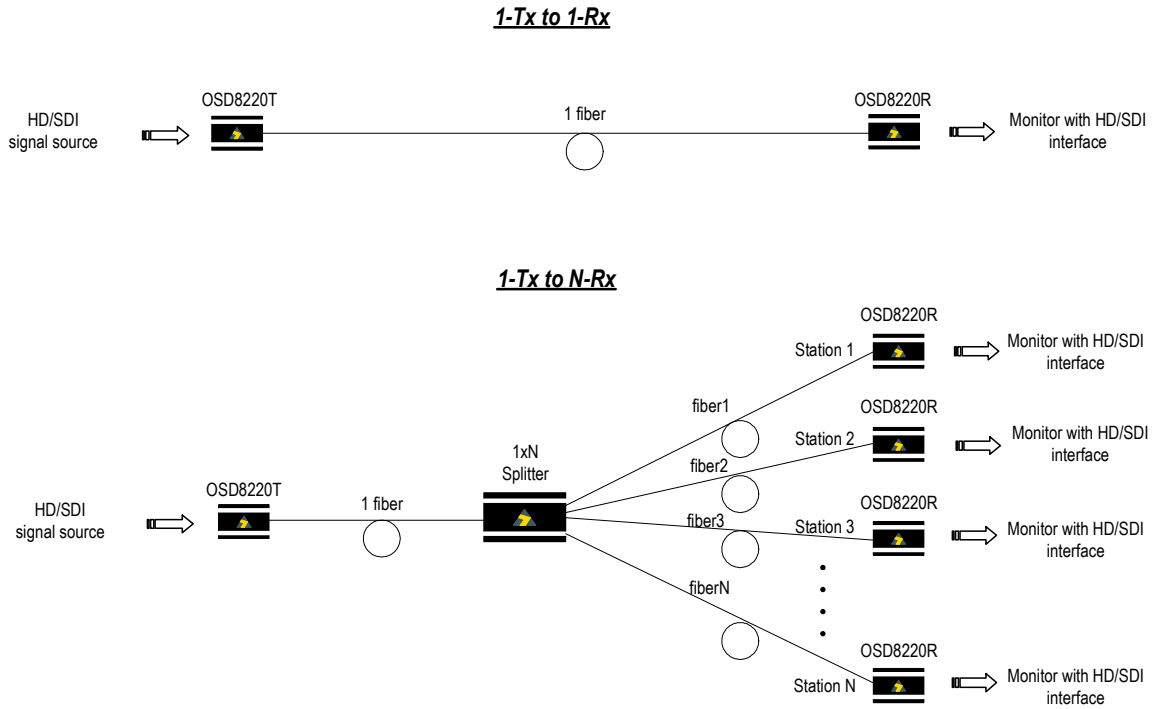 1-Tx to 1-Rx
OSD8220T
OSD8220R
HD/SDI
signal source
1 fiber
Monitor with HD/SDI
interface
1-Tx to N-Rx
OSD8220R
Station 1
Monitor with HD/SDI
interface
fiber1
OSD8220R
Station 2
Monitor with HD/SDI
interface
1xN
Splitter
fiber2
HD/SDI
signal source
OSD8220T
1 fiber
OSD8220R
fiber3
Station 3
Monitor with HD/SDI
interface
fiberN
OSD8220R
Station N
Monitor with HD/SDI
interface